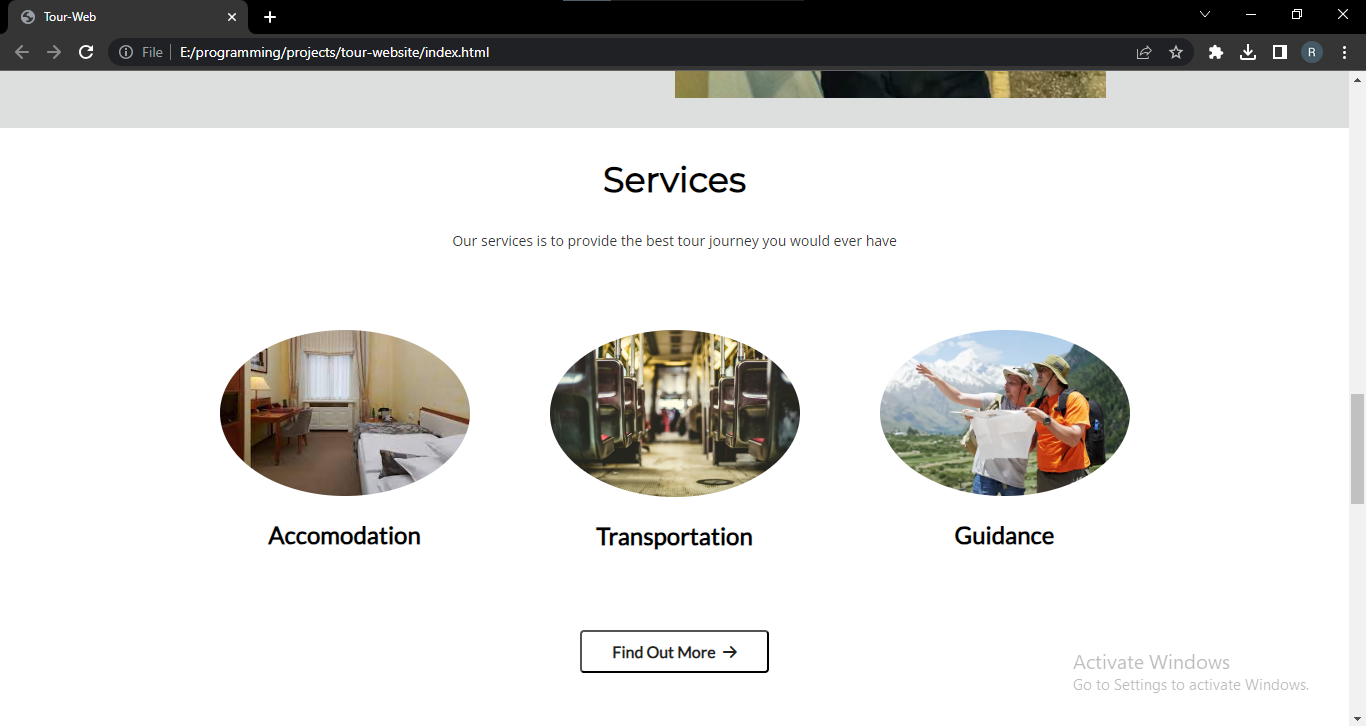 Tour-Web
File
E:/programming/projects/tour-website/index.html
R
Services
Our services is to provide the best tour journey you would ever have
Accomodation
Transportation
Guidance
Find Out More →
Activate Windows
Go to Settings to activate Windows.